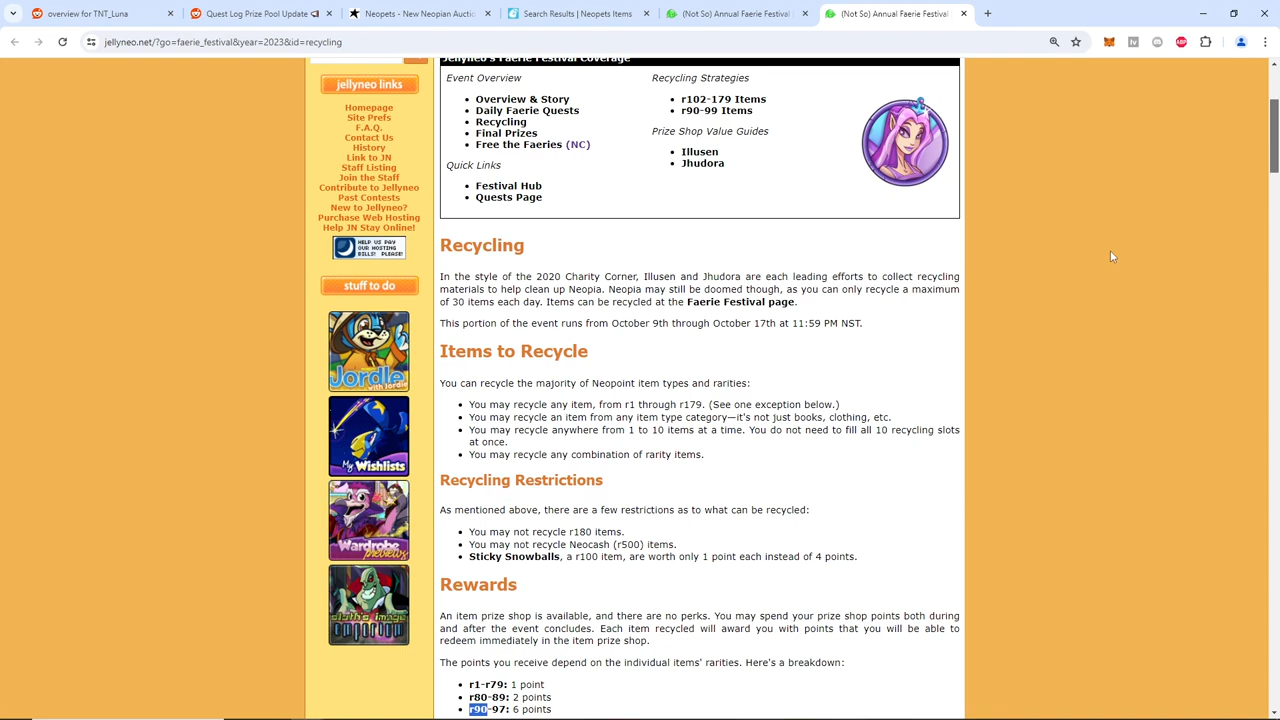 overview - for TNT_Luna
Quest Log Prize Pool Update
Neopets - New Neopian Auctio
Search Results | Neopets Items
(Not So) Annual Faerie Festival
(Not So) Annual Faerie Festival
jellyneo.net/?go=faerie_festival&year=2023&id=recycling
ABP
Jellyneo's Faerie Festival Coverage
jellyneo links
Homepage
Site Prefs
F.A.Q.
Contact Us
History
Link to JN
Staff Listing
Join the Staff
Contribute to Jellyneo
Past Contests
New to Jellyneo?
Purchase Web Hosting
Help JN Stay Online!
HELP US PAY
OUR HOSTING
BILLS! PLEASE!
stuff to do
Jordle
with Jordie
My
Wishlists
Wardrobe
previews
Emporium
Event Overview
Overview & Story
Daily Faerie Quests
Recycling
Final Prizes
Free the Faeries (NC)
Quick Links
Festival Hub
Quests Page
Recycling Strategies
r102-179 Items
r90-99 Items
Prize Shop Value Guides
Illusen
Jhudora
Recycling
In the style of the 2020 Charity Corner, Illusen and Jhudora are each leading efforts to collect recycling
materials to help clean up Neopia. Neopia may still be doomed though, as you can only recycle a maximum
of 30 items each day. Items can be recycled at the Faerie Festival page.
This portion of the event runs from October 9th through October 17th at 11:59 PM NST.
Items to Recycle
You can recycle the majority of Neopoint item types and rarities:
You may recycle any item, from r1 through r179. (See one exception below.)
You may recycle an item from any item type category—it's not just books, clothing, etc.
You may recycle anywhere from 1 to 10 items at a time. You do not need to fill all 10 recycling slots
at once.
You may recycle any combination of rarity items.
Recycling Restrictions
As mentioned above, there are a few restrictions as to what can be recycled:
You may not recycle r180 items.
You may not recycle Neocash (r500) items.
Sticky Snowballs, a r100 item, are worth only 1 point each instead of 4 points.
Rewards
An item prize shop is available, and there are no perks. You may spend your prize shop points both during
and after the event concludes. Each item recycled will award you with points that you will be able to
redeem immediately in the item prize shop.
The points you receive depend on the individual items' rarities. Here's a breakdown:
r1-r79: 1 point
r80-89: 2 points
r90-97: 6 points